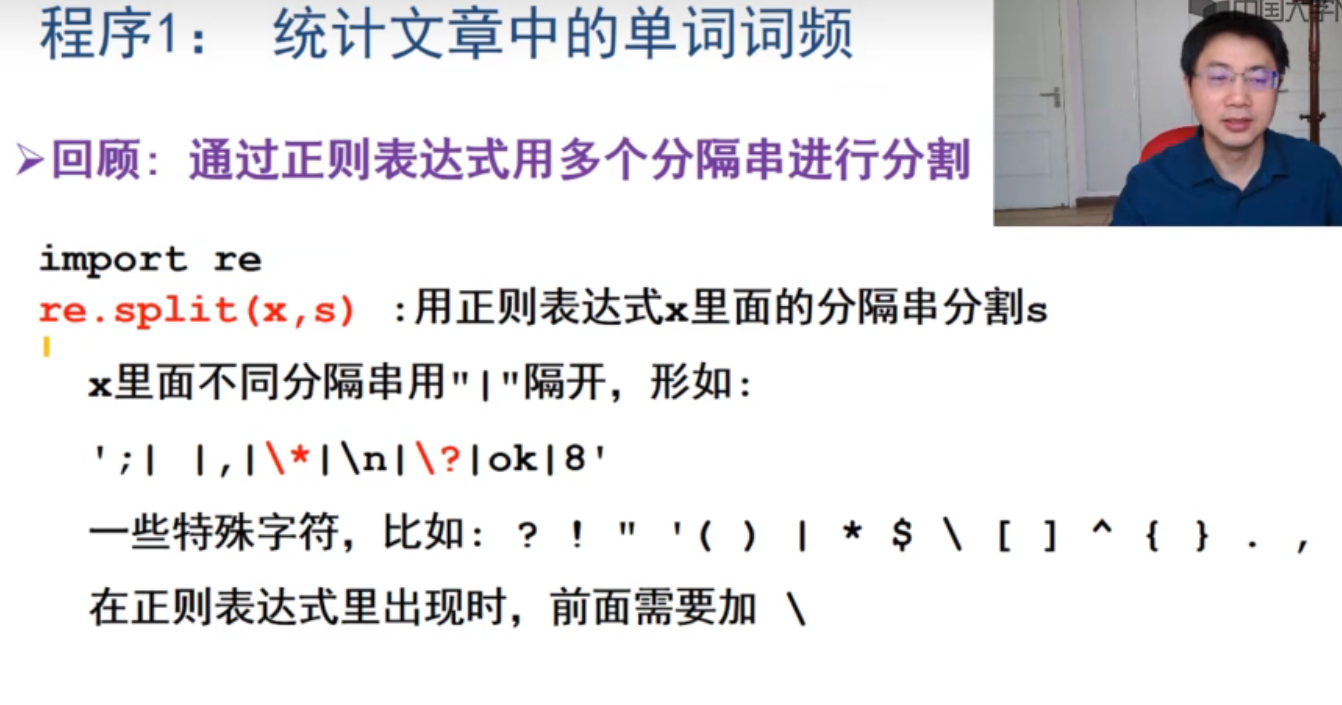 程序1： 统计文章中的单词词频
中国大学M
➢回顾: 通过正则表达式用多个分隔串进行分割
import re
re.split(x,s) :用正则表达式x里面的分隔串分割s
x里面不同分隔串用"|"隔开，形如:
';| |,|\*|\n|\?|ok|8'
一些特殊字符，比如: ? ! " '( ) | * $ \ [ ] ^ { } . ,
在正则表达式里出现时，前面需要加 \